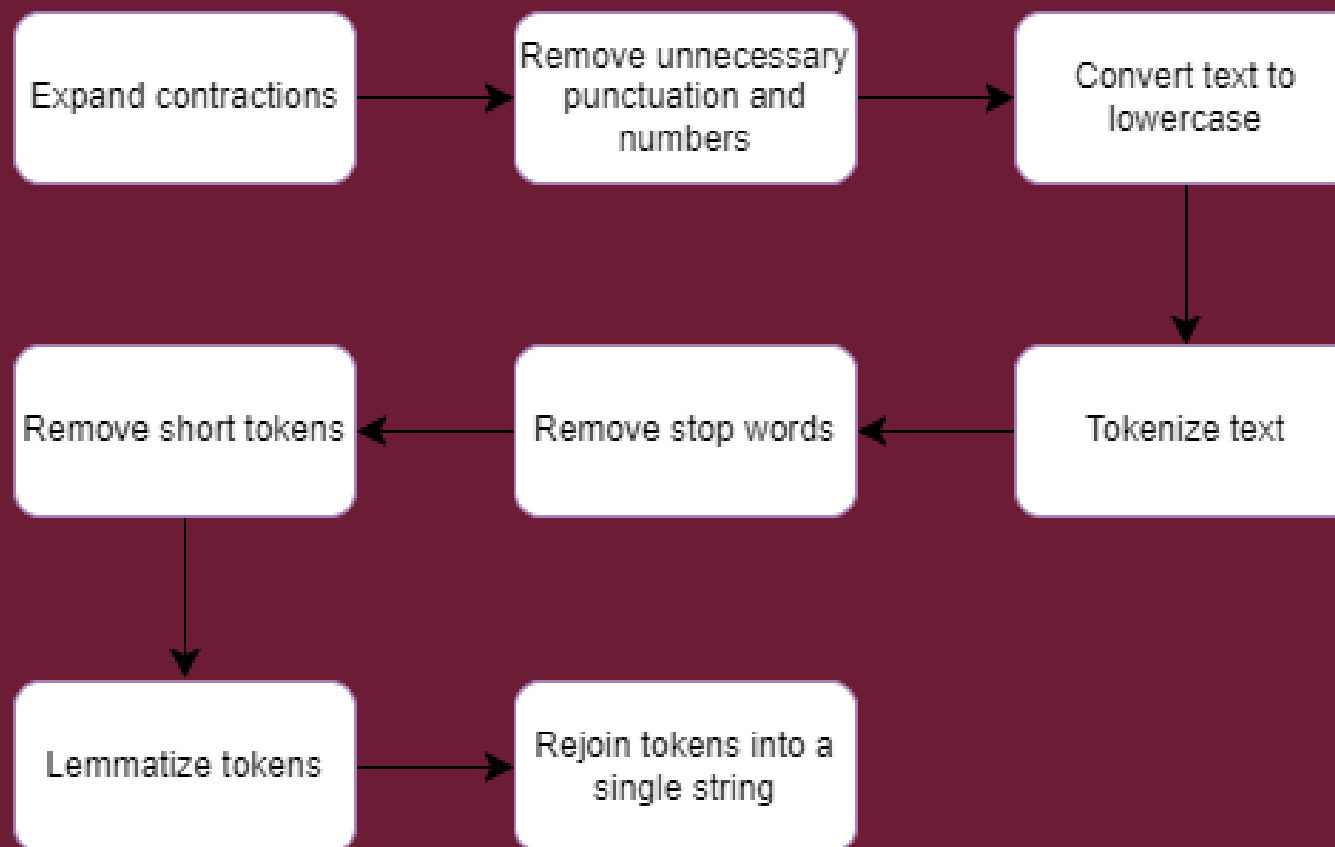 Expand contractions
Remove unnecessary
punctuation and
numbers
Convert text to
lowercase
Tokenize text
Remove stop words
Remove short tokens
Lemmatize tokens
Rejoin tokens into a
single string